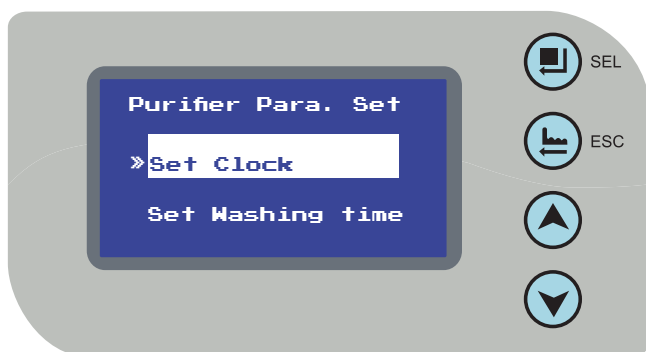 Purifier Para. Set
»Set Clock
Set Washing time
SEL
ESC